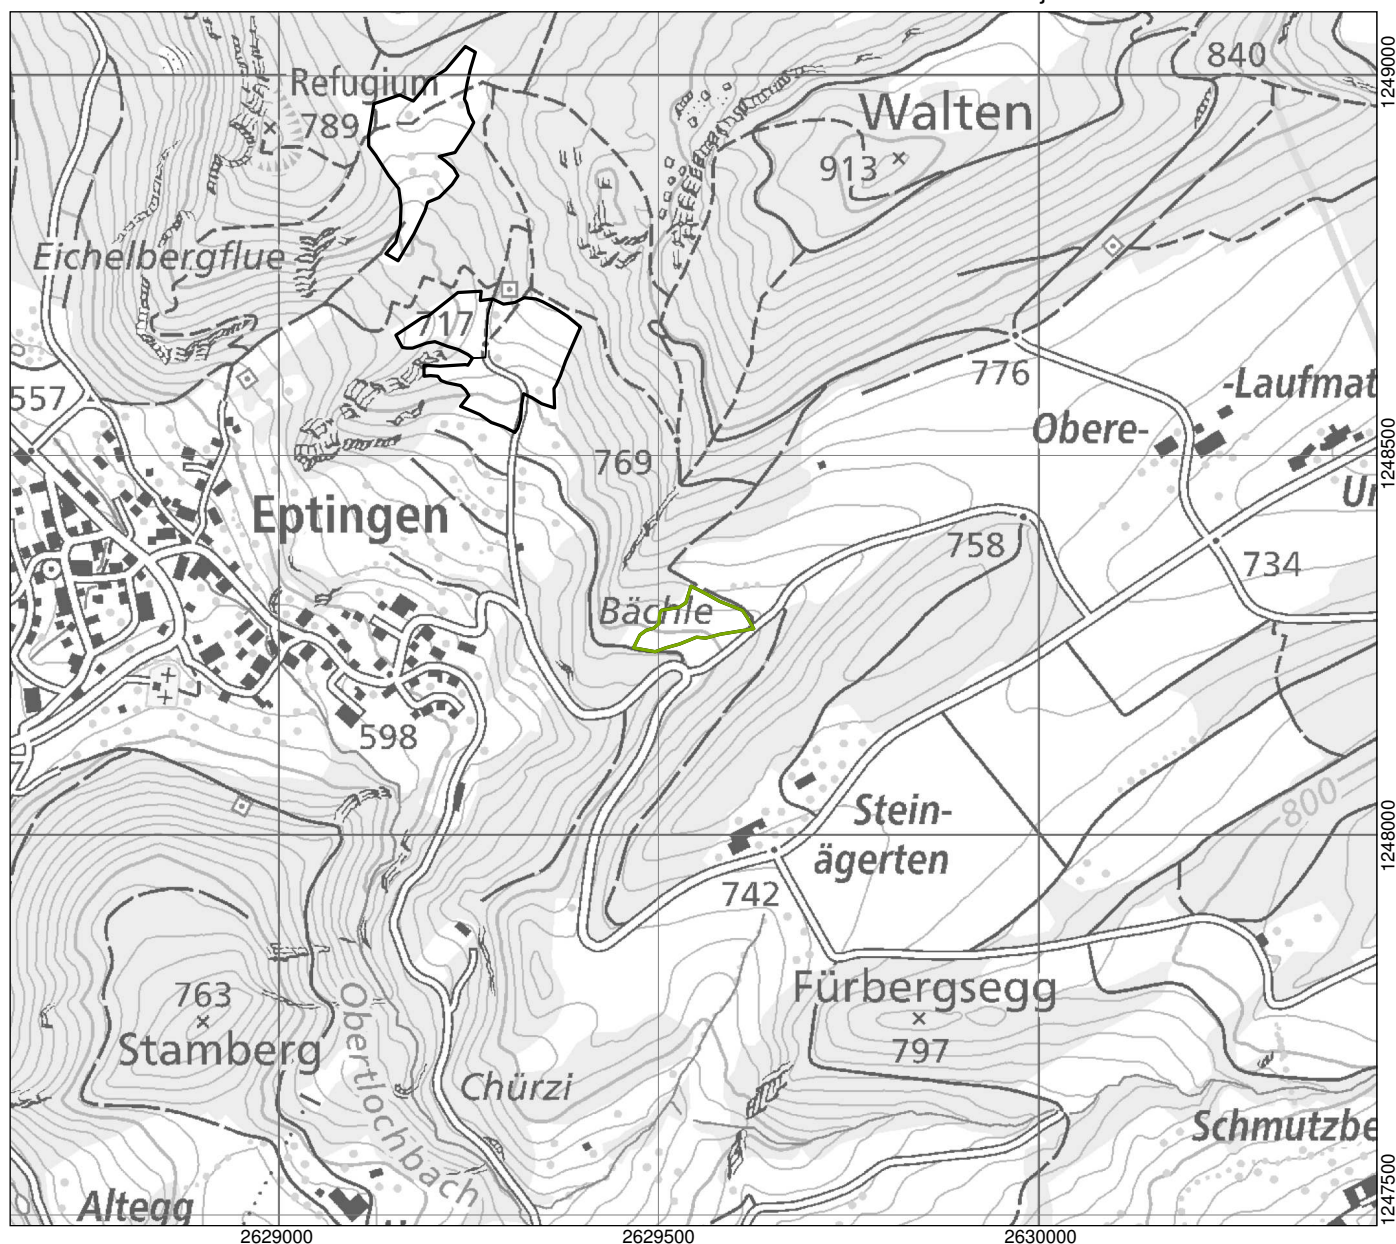 840
1249000
Refugium
Walten
789
913
Eichelbergflue
717
776
557
-Laufmat
Obere-
1248500
769
Eptingen
758
734
Bächle
598
800
Stein-
ägerten
1248000
742
763
Fürbergsegg
Stamberg
797
Obertlochbach
Chürzi
Schmutzbe
1247500
Altegg
2629000
2629500
2630000